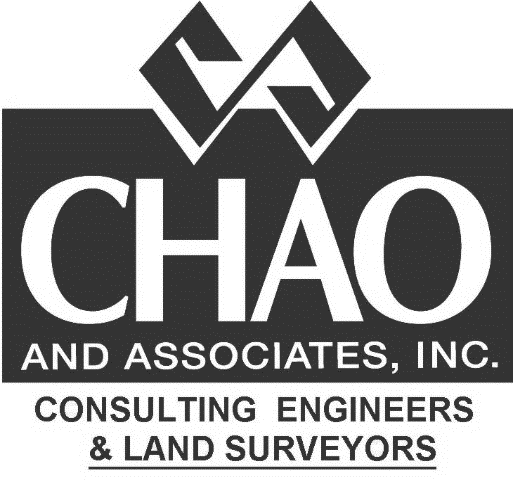 CHAO
AND ASSOCIATES, INC.
CONSULTING ENGINEERS
& LAND SURVEYORS